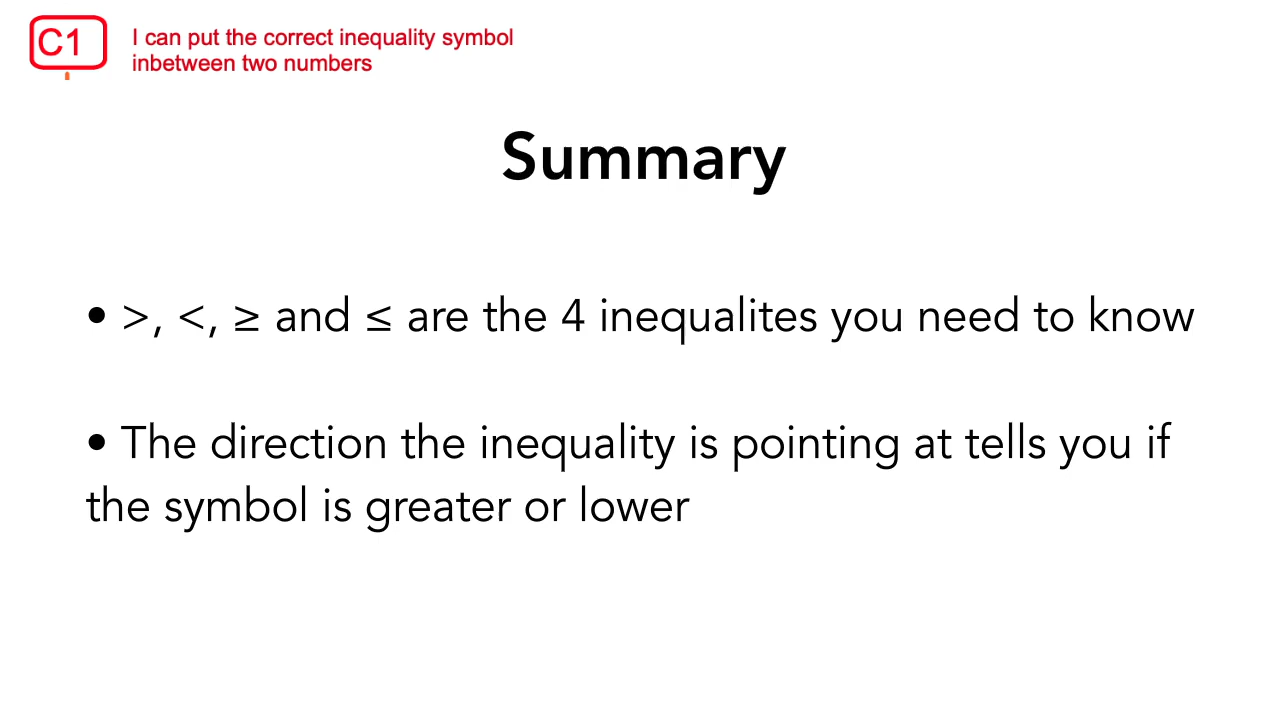 C1
I can put the correct inequality symbol
inbetween two numbers
Summary
• >, <, ≥ and ≤ are the 4 inequalites you need to know
• The direction the inequality is pointing at tells you if
the symbol is greater or lower